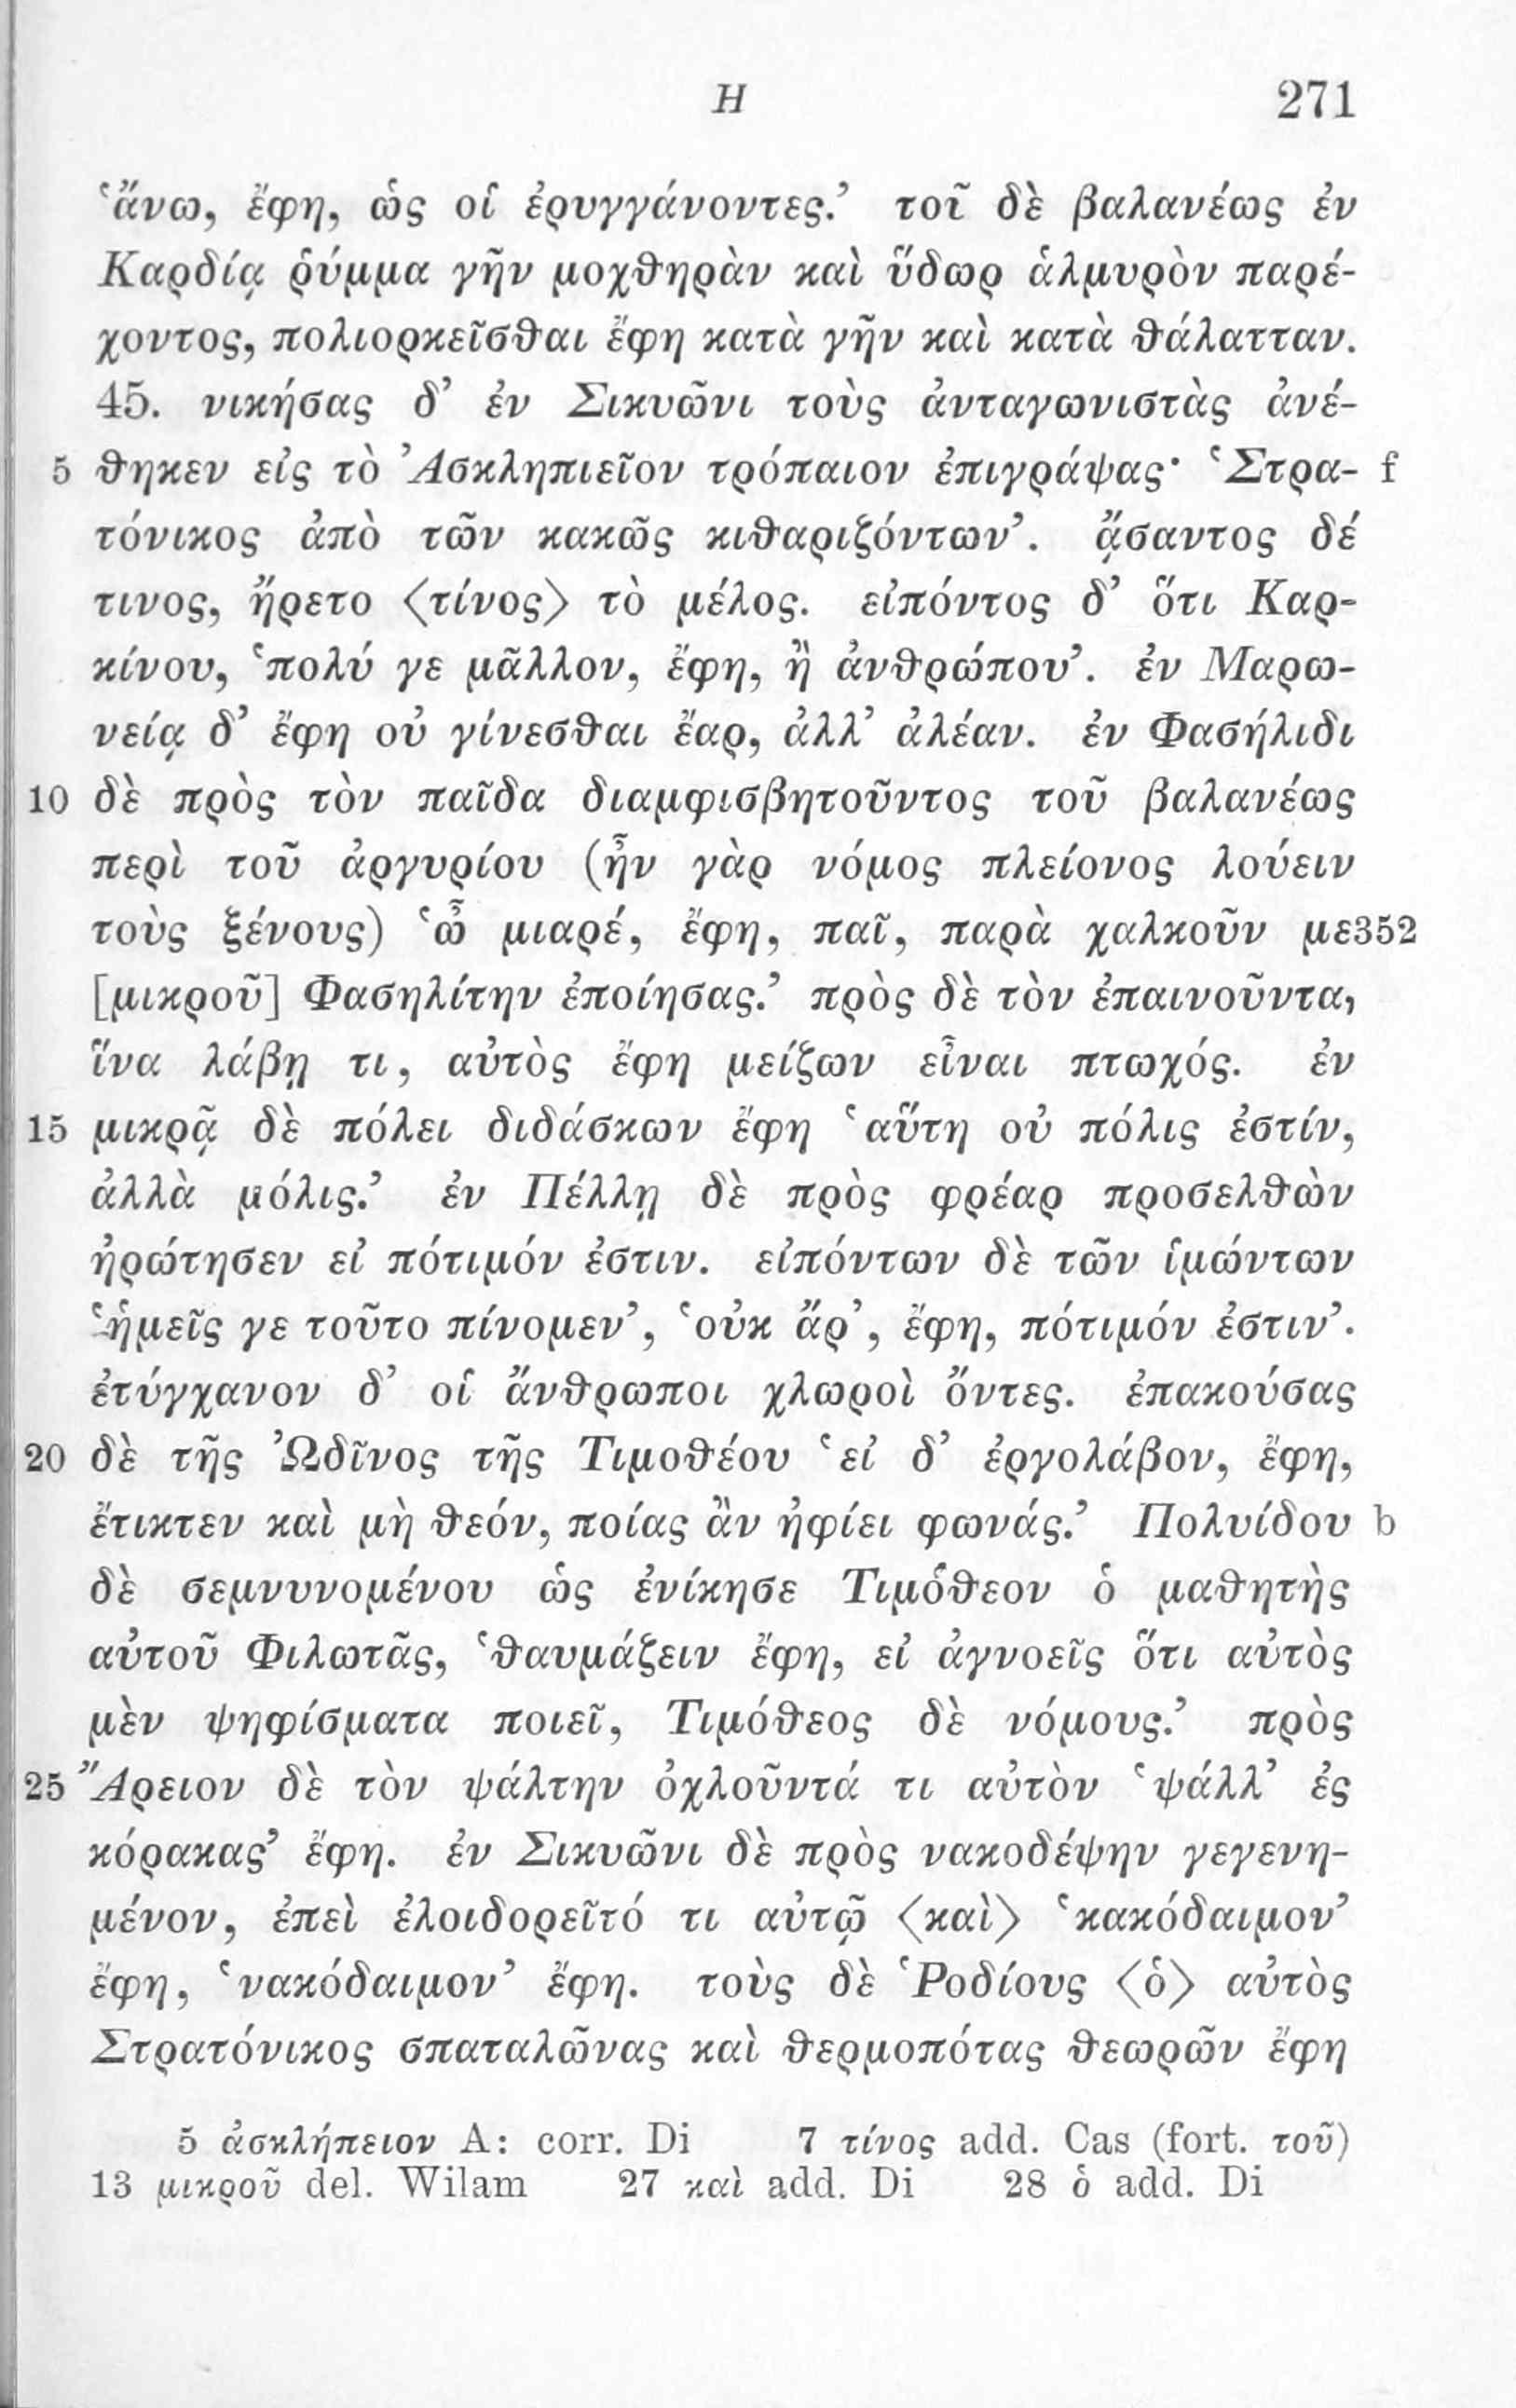 H 271
‘ἄνω, ἔφη, ὡς οἱ ἐρυγγάνοντες.’ τοῖ δὲ βαλανέως ἐν
Καρδίᾳ ῥύμμα γῆν μοχθηρὰν καὶ ὕδωρ ἁλμυρὸν παρέ-
χοντος, πολιορκεῖσθαι ἔφη κατὰ γῆν καὶ κατὰ θάλατταν.
45. νικήσας δ’ ἐν Σικυῶνι τοὺς ἀνταγωνιστὰς ἀνέ-
5 θηκεν εἰς τὸ Ἀσκληπιεῖον τρόπαιον ἐπιγράψας· ‘Στρα- f
τόνικος ἀπὸ τῶν κακῶς κιθαριζόντων’. ᾄσαντος δέ
τινος, ἤρετο ⟨τίνος⟩ τὸ μέλος. εἰπόντος δ’ ὅτι Καρ-
κίνου, ‘πολύ γε μᾶλλον, ἔφη, ἢ ἀνθρώπου’. ἐν Μαρω-
νείᾳ δ’ ἔφη οὐ γίνεσθαι ἔαρ, ἀλλ’ ἀλέαν. ἐν Φασήλιδι
10 δὲ πρὸς τὸν παῖδα διαμφισβητοῦντος τοῦ βαλανέως
περὶ τοῦ ἀργυρίου (ἦν γὰρ νόμος πλείονος λούειν
τοὺς ξένους) ‘ὦ μιαρέ, ἔφη, παῖ, παρὰ χαλκοῦν με 352
[μικροῦ] Φασηλίτην ἐποίησας.’ πρὸς δὲ τὸν ἐπαινοῦντα,
ἵνα λάβῃ τι, αὐτὸς ἔφη μείζων εἶναι πτωχός. ἐν
15 μικρᾷ δὲ πόλει διδάσκων ἔφη ‘αὕτη οὐ πόλις ἐστίν,
ἀλλὰ μόλις.’ ἐν Πέλλῃ δὲ πρὸς φρέαρ προσελθὼν
ἠρώτησεν εἰ πότιμόν ἐστιν. εἰπόντων δὲ τῶν ἱμώντων
‘ἡμεῖς γε τοῦτο πίνομεν’, ‘οὐκ ἄρ’, ἔφη, πότιμόν ἐστιν’.
ἐτύγχανον δ’ οἱ ἄνθρωποι χλωροὶ ὄντες. ἐπακούσας
20 δὲ τῆς Ὠδῖνος τῆς Τιμοθέου ‘εἰ δ’ ἐργολάβον, ἔφη,
ἔτικτεν καὶ μὴ θεόν, ποίας ἂν ἠφίει φωνάς.’ Πολυίδου b
δὲ σεμνυνομένου ὡς ἐνίκησε Τιμόθεον ὁ μαθητὴς
αὐτοῦ Φιλωτᾶς, ‘θαυμάζειν ἔφη, εἰ ἀγνοεῖς ὅτι αὐτὸς
μὲν ψηφίσματα ποιεῖ, Τιμόθεος δὲ νόμους.’ πρὸς
25 Ἄρειον δὲ τὸν ψάλτην ὀχλοῦντά τι αὐτὸν ‘ψάλλ’ ἐς
κόρακας’ ἔφη. ἐν Σικυῶνι δὲ πρὸς νακοδέψην γεγενη-
μένον, ἐπεὶ ἐλοιδορεῖτό τι αὐτῷ ⟨καὶ⟩ ‘κακόδαιμον’
ἔφη, ‘νακόδαιμον’ ἔφη. τοὺς δὲ Ῥοδίους ⟨ὁ⟩ αὐτὸς
Στρατόνικος σπαταλῶνας καὶ θερμοπότας θεωρῶν ἔφη
5 ἀσκλήπειον A: corr. Di 7 τίνος add. Cas (fort. τοῦ)
13 μικροῦ del. Wilam 27 καὶ add. Di 28 ὁ add. Di